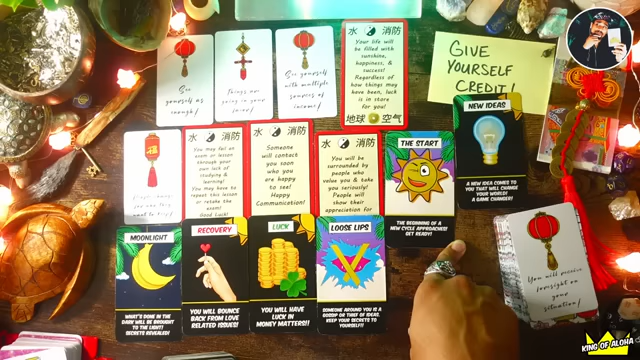 See
yourself as
enough!
Things are
See yourself
with multiple
sources of
income!
水 消防
Your life will
be filled with
sunshine,
happiness, &
success!
Regardless of
how things may
have been, luck
is in store
for you!
地球 空气
GIVE
YOURSELF
CREDIT!
NEW IDEAS
A NEW IDEA COMES TO
YOU THAT WILL CHANGE
YOUR WORLD!
A GAME CHANGER!
水 消防
You may fail an
exam or lesson
through your
own lack of
studying &
learning!
You may have to
repeat this lesson
or retake the
exam!
Good Luck!
水 消防
Someone
will contact
you soon
who you
are happy
to see!
Happy
Communication!
水 消防
You will be
surrounded by
people who
value you & take
you seriously!
People will
show their
appreciation for
THE START
THE BEGINNING OF A
NEW CYCLE APPROACHES!
GET READY!
You will receive
foresight on
your
situation!
MOONLIGHT
THINGS DONE IN THE
DARK WILL BE BROUGHT
TO THE LIGHT!
SECRETS REVEALED!
RECOVERY
YOU WILL BOUNCE
BACK FROM LOVE
RELATED ISSUES!
LUCK
YOU WILL HAVE
LUCK IN
MONEY MATTERS!!
LOOSE LIPS
SOMEONE AROUND YOU IS A
GOSSIP OR THIEF OF IDEAS,
KEEP YOUR SECRETS TO
YOURSELF!!
KING OF ALOHA